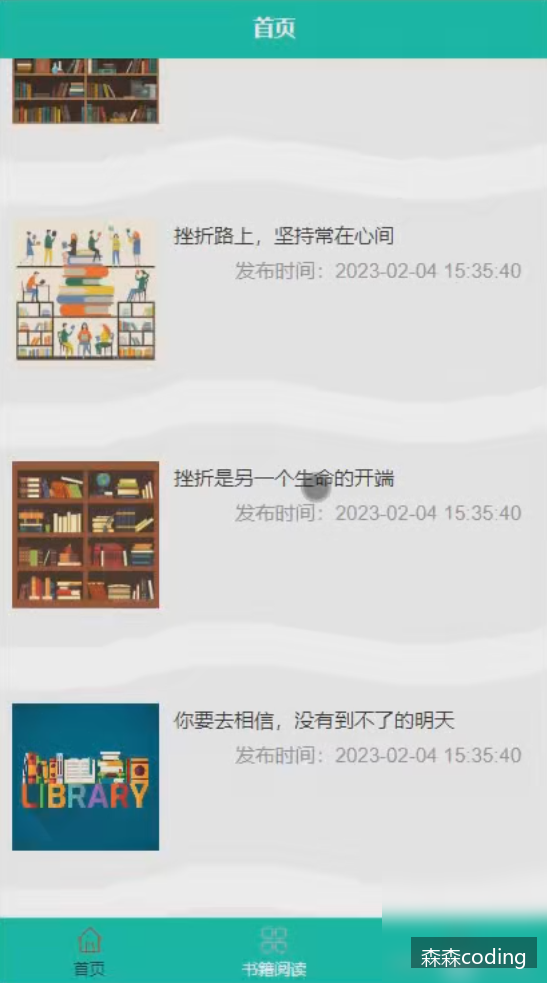 首页
挫折路上，坚持常在心间
发布时间：2023-02-04 15:35:40
挫折是另一个生命的开端
发布时间：2023-02-04 15:35:40
你要去相信，没有到不了的明天
发布时间：2023-02-04 15:35:40
LIBRARY
首页
书籍阅读
森森coding